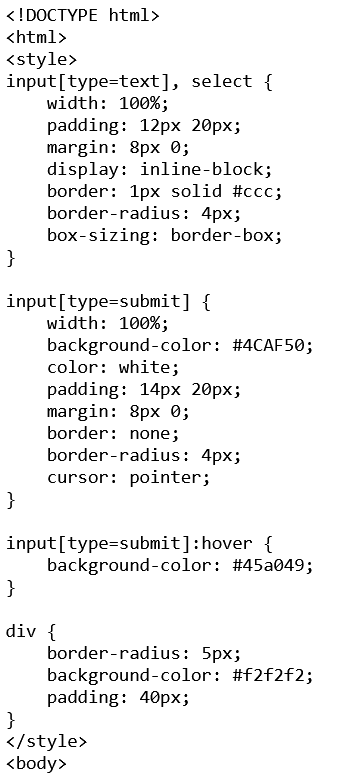 <!DOCTYPE html>
<html>
<style>
input[type=text], select {
    width: 100%;
    padding: 12px 20px;
    margin: 8px 0;
    display: inline-block;
    border: 1px solid #ccc;
    border-radius: 4px;
    box-sizing: border-box;
}

input[type=submit] {
    width: 100%;
    background-color: #4CAF50;
    color: white;
    padding: 14px 20px;
    margin: 8px 0;
    border: none;
    border-radius: 4px;
    cursor: pointer;
}

input[type=submit]:hover {
    background-color: #45a049;
}

div {
    border-radius: 5px;
    background-color: #f2f2f2;
    padding: 40px;
}
</style>
<body>